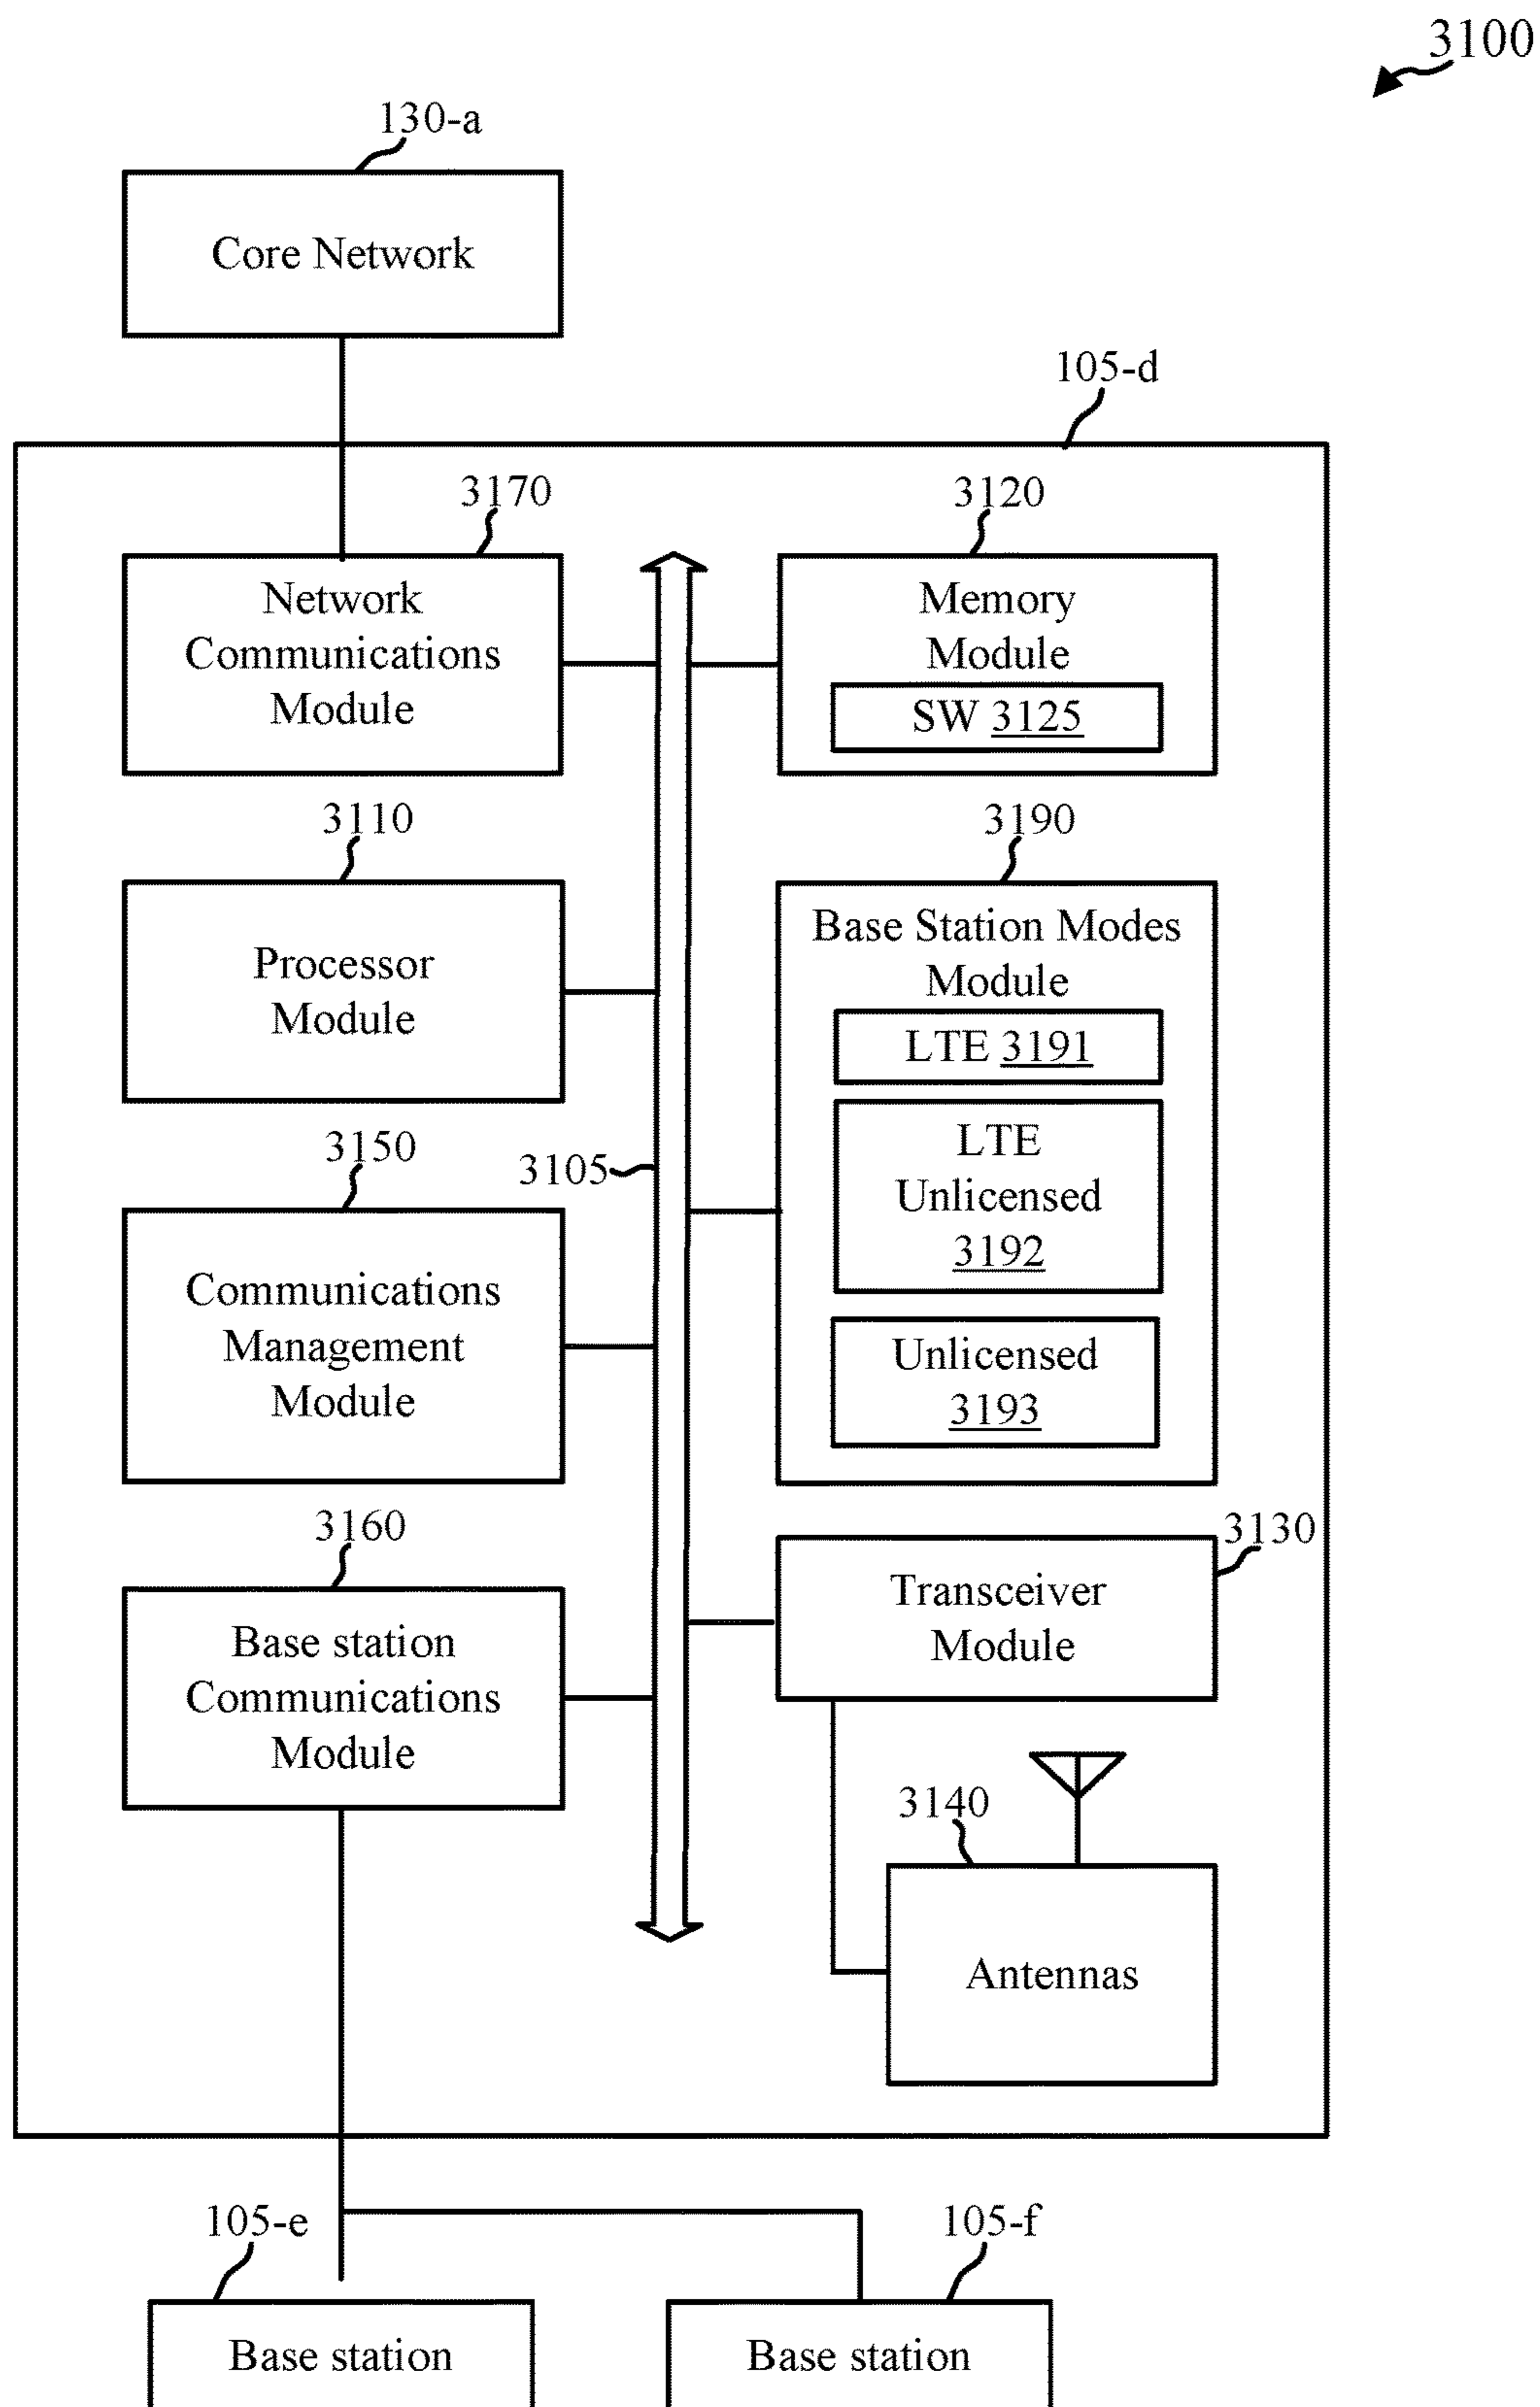 3100
130-a
Core Network
105-d
3170
3120
Network
Communications
Module
Memory
Module
SW 3125
3110
3190
Processor
Module
Base Station Modes
Module
LTE 3191
LTE
Unlicensed
3192
Unlicensed
3193
3150
3105
Communications
Management
Module
3160
3130
Base station
Communications
Module
Transceiver
Module
3140
Antennas
105-e
105-f
Base station
Base station